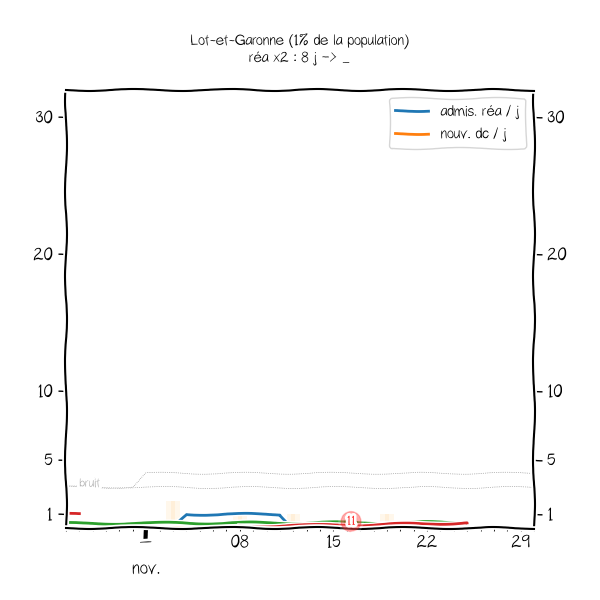 Lot-et-Garonne (1% de la population)
réa x2 : 8 j -> _
admis. réa / j
nouv. dc / j
30
30
20
20
10
10
5
5
bruit
1
1
11
1
08
15
22
29
nov.